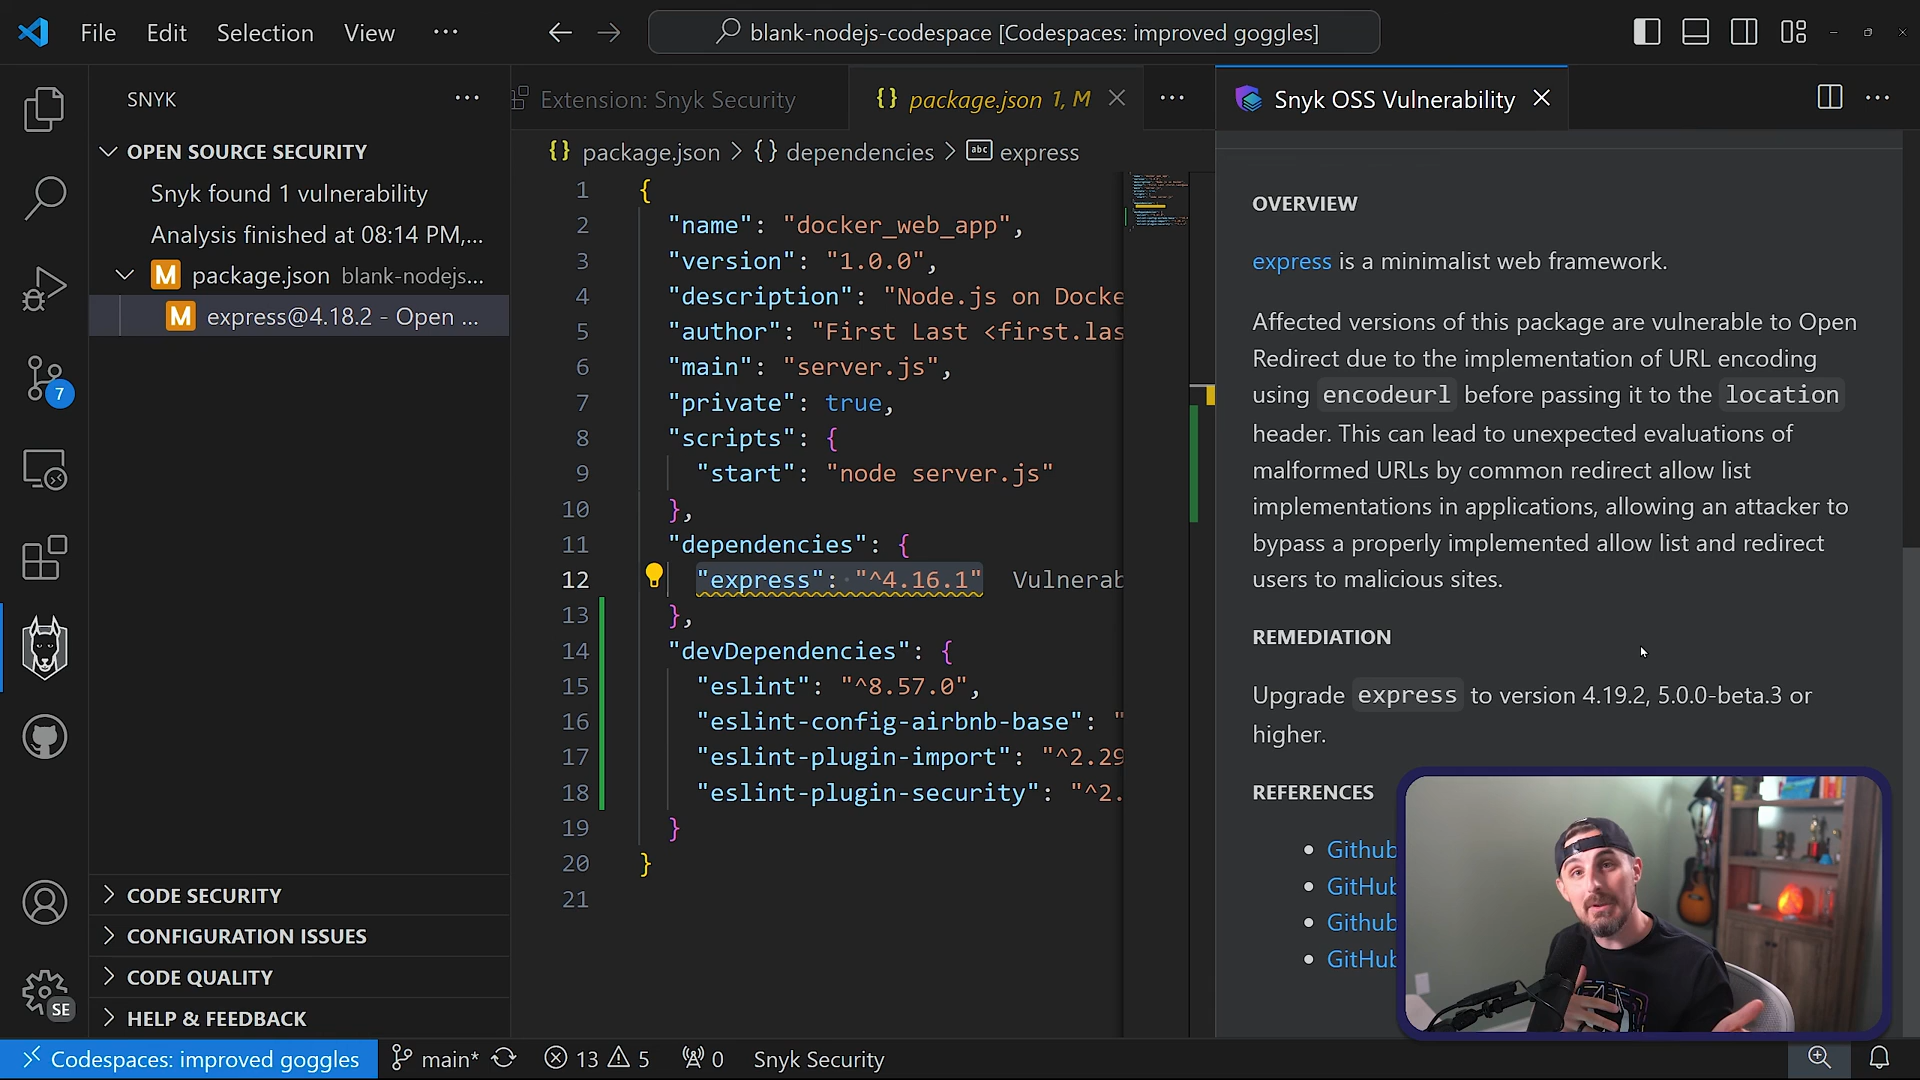 File Edit Selection View ...
blank-nodejs-codespace [Codespaces: improved goggles]
SNYK
OPEN SOURCE SECURITY
Snyk found 1 vulnerability
Analysis finished at 08:14 PM,...
M package.json blank-nodejs...
M express@4.18.2 - Open ...
CODE SECURITY
CONFIGURATION ISSUES
CODE QUALITY
HELP & FEEDBACK
7
SE
Extension: Snyk Security
{} package.json 1, M
{} package.json > {} dependencies > abc express
1 {
2 "name": "docker_web_app",
3 "version": "1.0.0",
4 "description": "Node.js on Docke
5 "author": "First Last <first.las
6 "main": "server.js",
7 "private": true,
8 "scripts": {
9 "start": "node server.js"
10 },
11 "dependencies": {
12 "express": "^4.16.1" Vulnerab
13 },
14 "devDependencies": {
15 "eslint": "^8.57.0",
16 "eslint-config-airbnb-base": "
17 "eslint-plugin-import": "^2.29
18 "eslint-plugin-security": "^2.
19 }
20 }
21
Snyk OSS Vulnerability
OVERVIEW
express is a minimalist web framework.
Affected versions of this package are vulnerable to Open
Redirect due to the implementation of URL encoding
using encodeurl before passing it to the location
header. This can lead to unexpected evaluations of
malformed URLs by common redirect allow list
implementations in applications, allowing an attacker to
bypass a properly implemented allow list and redirect
users to malicious sites.
REMEDIATION
Upgrade express to version 4.19.2, 5.0.0-beta.3 or
higher.
REFERENCES
Github
GitHub
Github
GitHub
Codespaces: improved goggles main* 13 5 0 Snyk Security